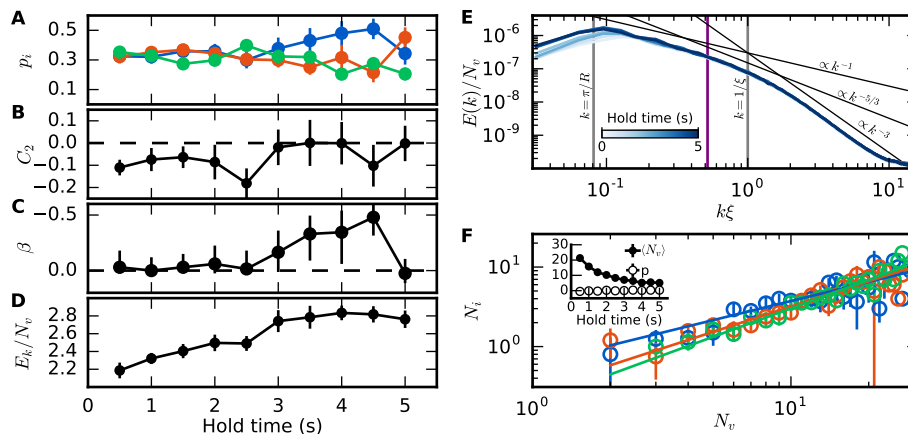 A
p_i
0.5
0.3
0.1
B
C_2
0.1
0.0
−0.1
−0.2
C
β
−0.5
0.0
D
E_k/N_v
2.8
2.6
2.4
2.2
0 1 2 3 4 5
Hold time (s)
E
E(k)/N_v
10^{-6}
10^{-7}
10^{-8}
10^{-9}
k = π/R
k = 1/ξ
∝ k^{-1}
∝ k^{-5/3}
∝ k^{-3}
Hold time (s)
0 5
10^{-1} 10^0 10^1
kξ
F
N_i
10^1
10^0
30
20
10
0
⟨N_v⟩
p
0 1 2 3 4 5
Hold time (s)
10^0 10^1
N_v